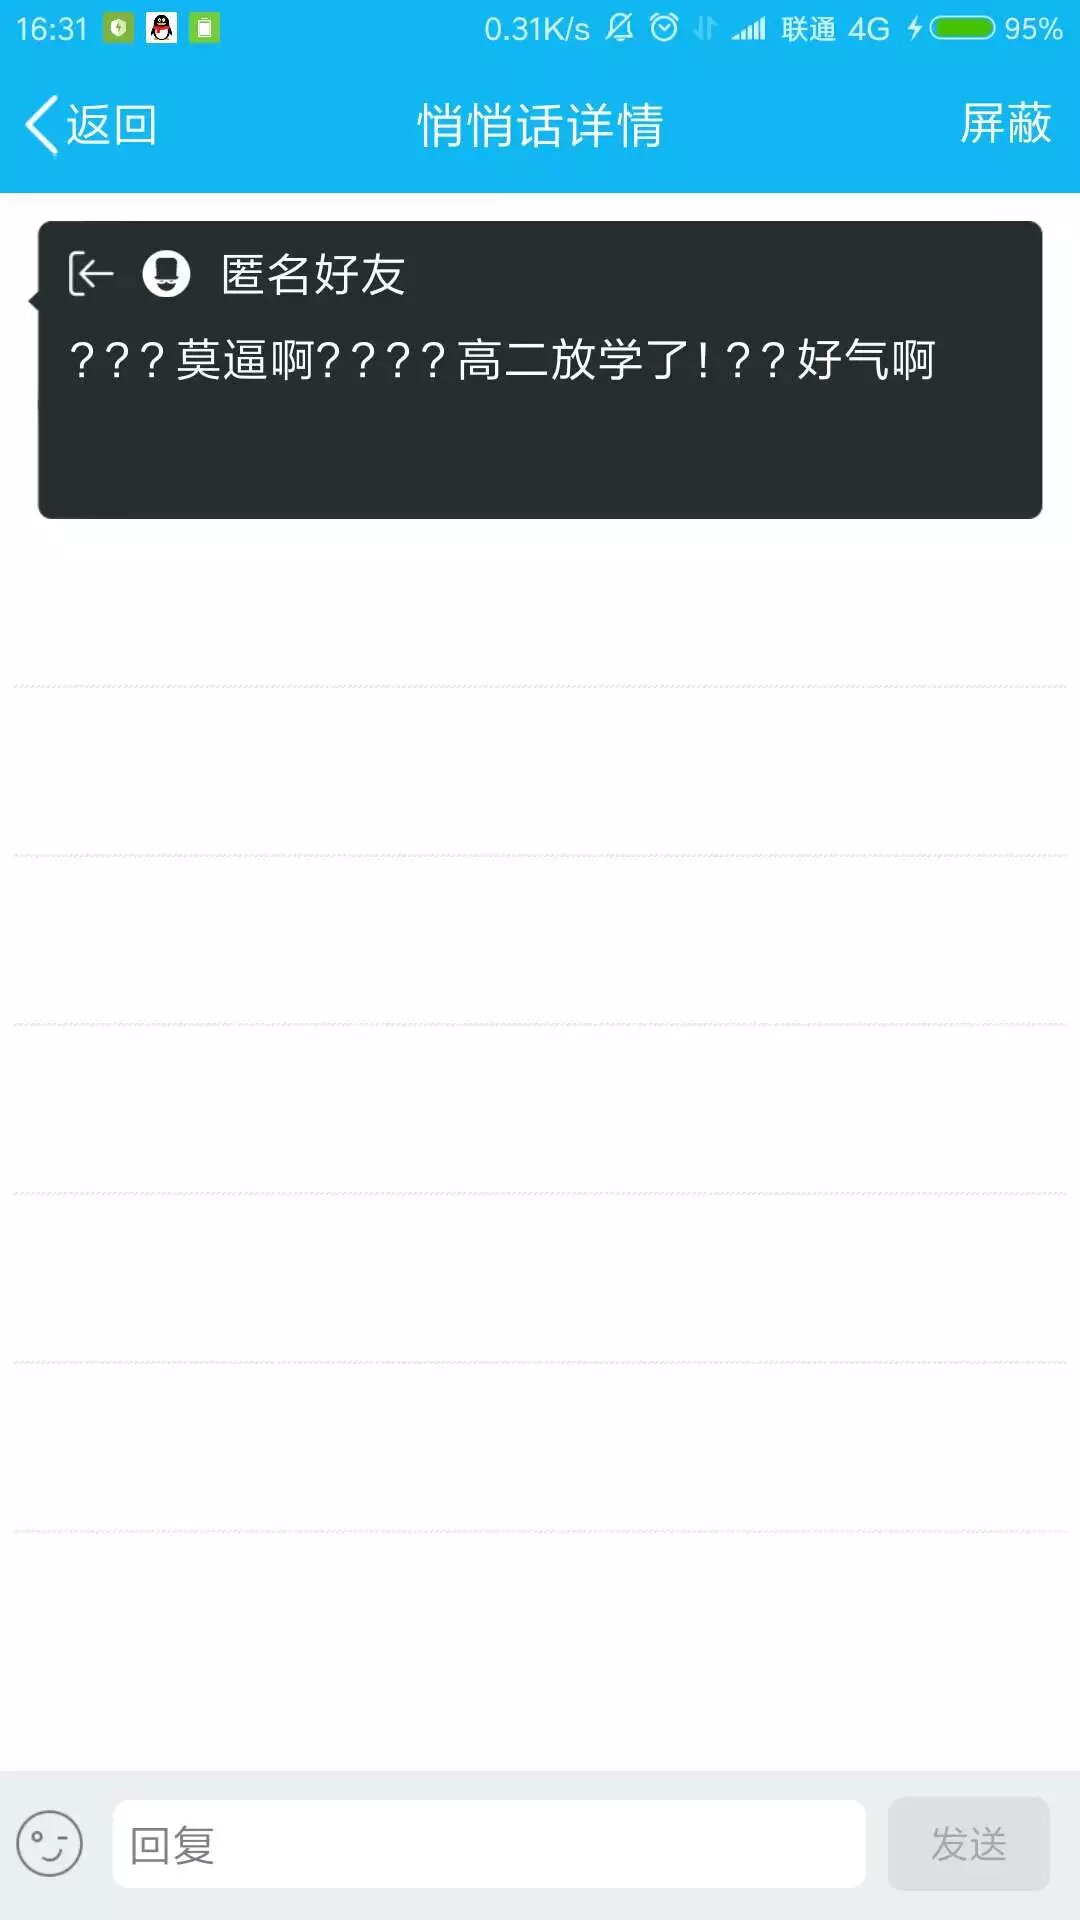 16:31 0.31K/s 联通 4G 95%
返回 悄悄话详情 屏蔽
匿名好友
???莫逼啊????高二放学了!??好气啊
回复 发送